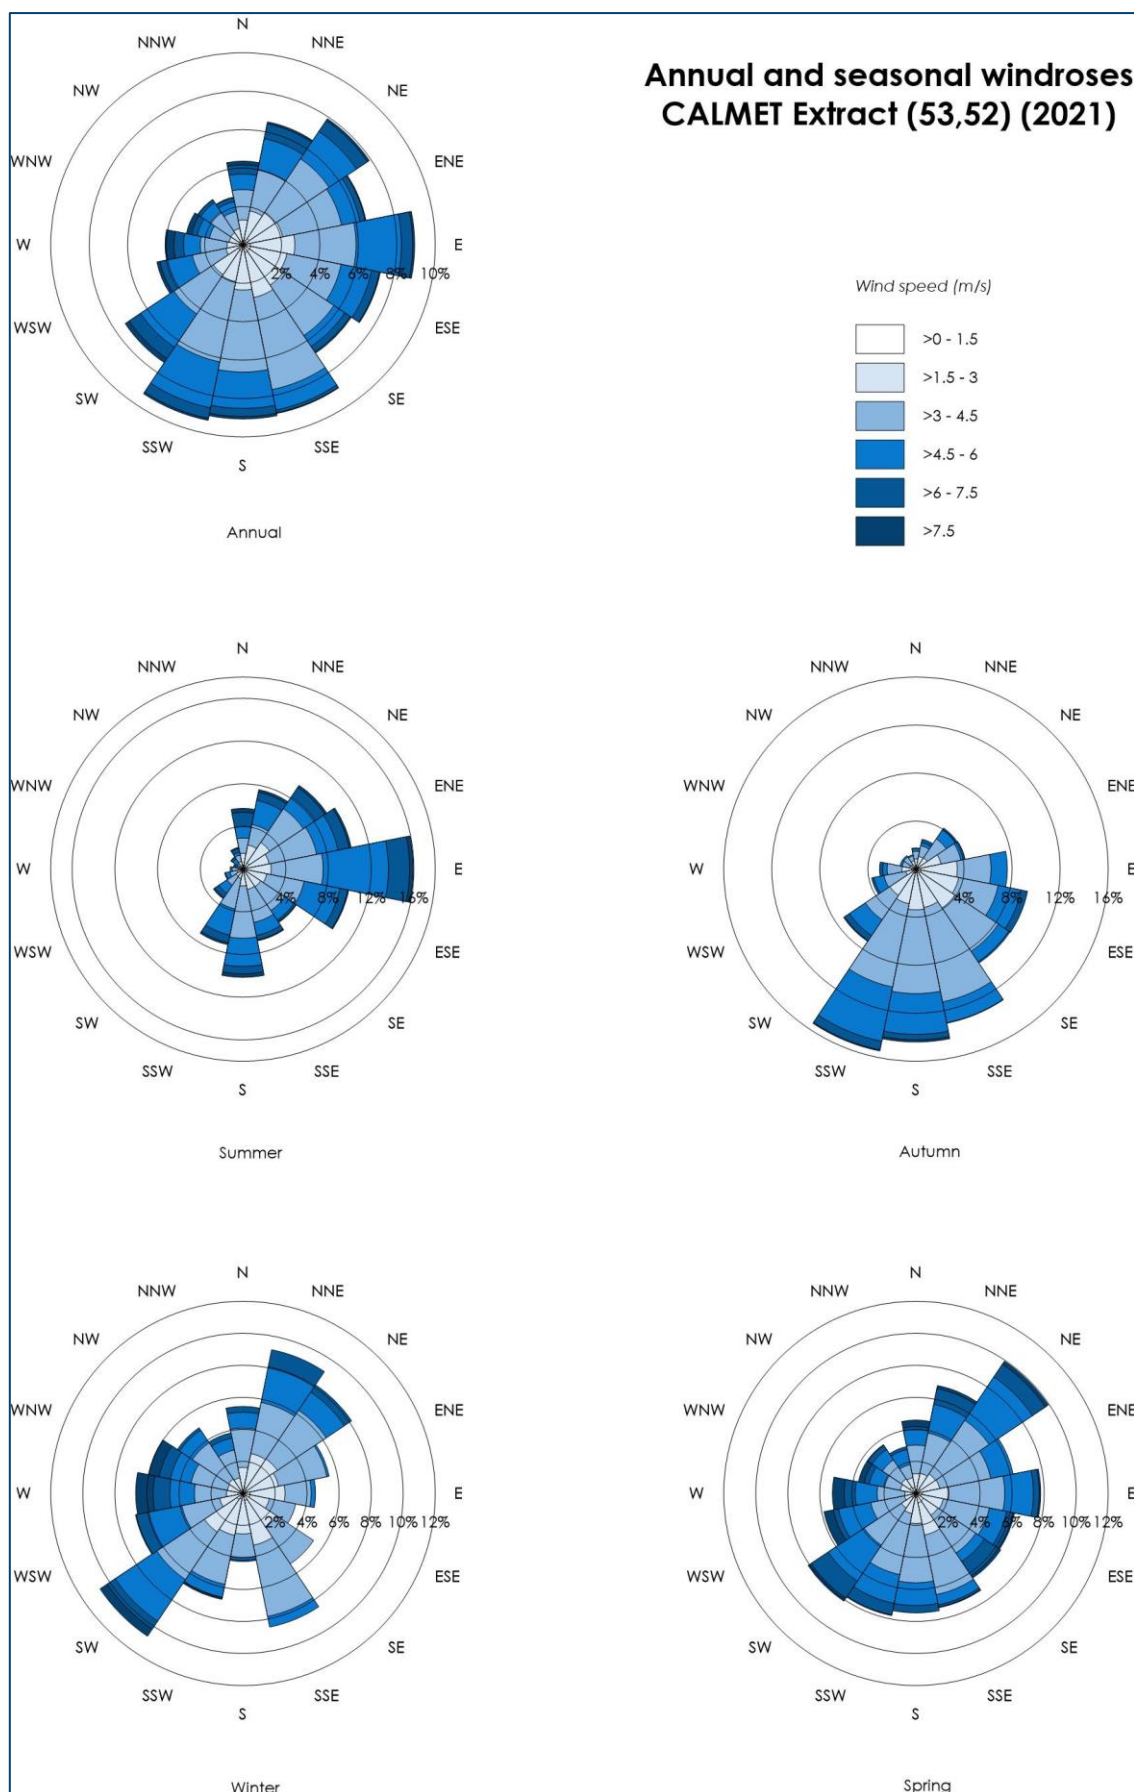 Annual and seasonal windroses
CALMET Extract (53,52) (2021)
N
NNW
NNE
NW
NE
WNW
ENE
W
E
2%
4%
6%
8%
10%
WSW
ESE
SW
SE
SSW
SSE
S
Annual
Wind speed (m/s)
>0 - 1.5
>1.5 - 3
>3 - 4.5
>4.5 - 6
>6 - 7.5
>7.5
N
NNW
NNE
NW
NE
WNW
ENE
W
E
4%
8%
12%
16%
WSW
ESE
SW
SE
SSW
SSE
S
Summer
N
NNW
NNE
NW
NE
WNW
ENE
W
E
4%
8%
12%
16%
WSW
ESE
SW
SE
SSW
SSE
S
Autumn
N
NNW
NNE
NW
NE
WNW
ENE
W
E
2%
4%
6%
8%
10%
12%
WSW
ESE
SW
SE
SSW
SSE
S
Winter
N
NNW
NNE
NW
NE
WNW
ENE
W
E
2%
4%
6%
8%
10%
12%
WSW
ESE
SW
SE
SSW
SSE
S
Spring